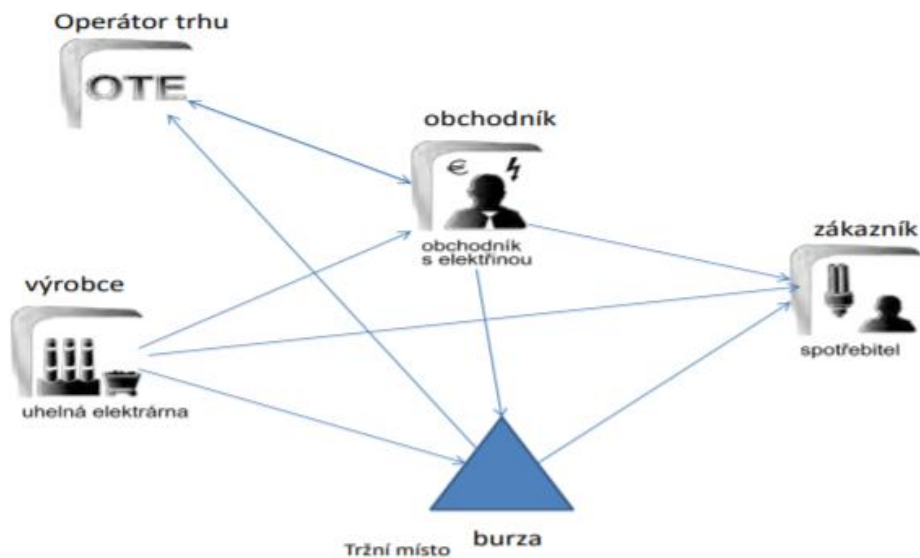 Operátor trhu
OTE
obchodník
€
obchodník
s elektřinou
zákazník
spotřebitel
výrobce
uhelná elektrárna
Tržní místo
burza